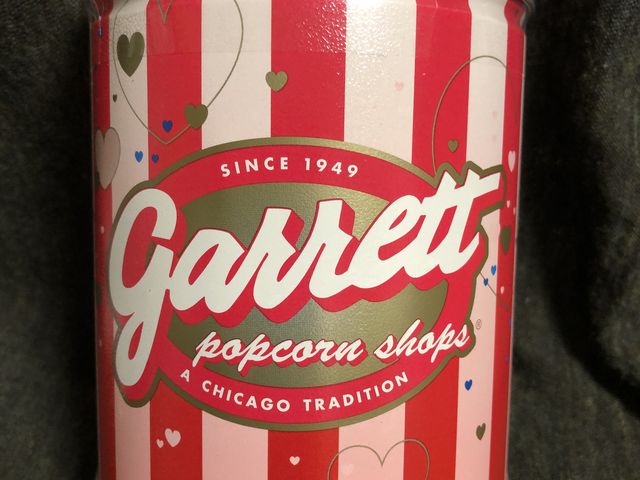 SINCE 1949
Garrett
popcorn shops®
A CHICAGO TRADITION